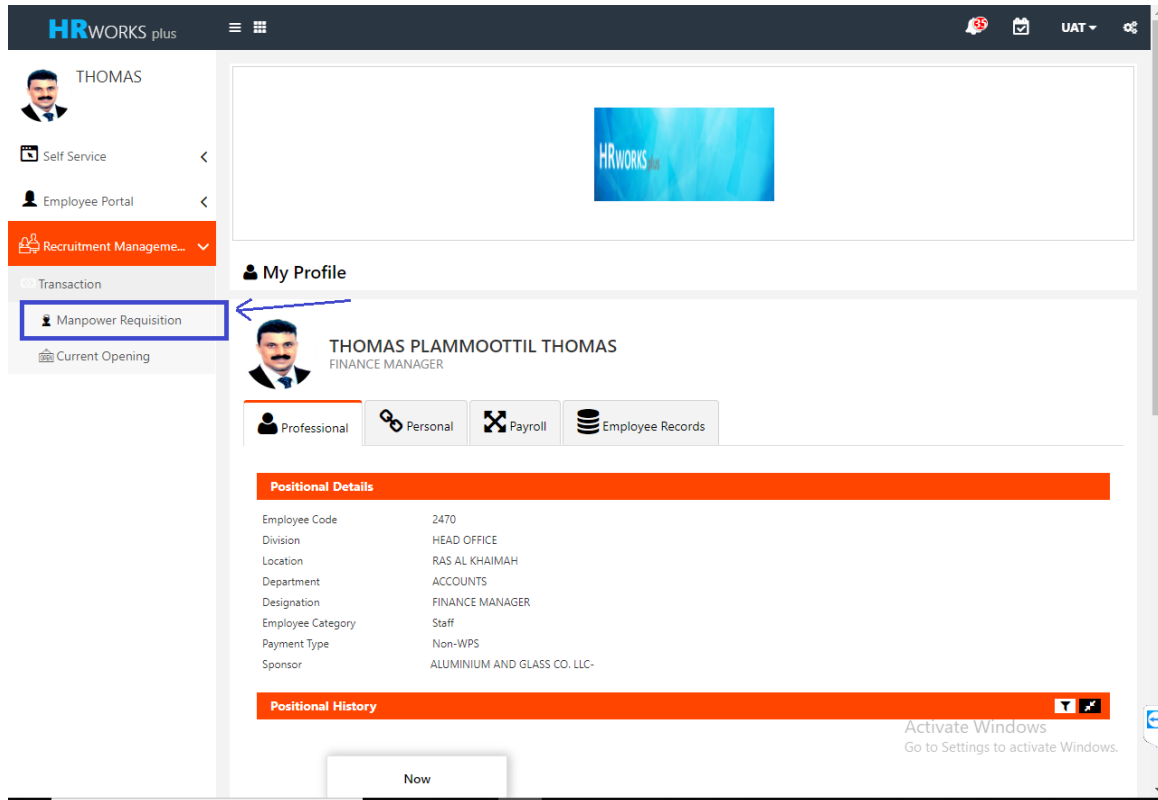 HRWORKS plus
35
UAT
THOMAS
Self Service
Employee Portal
Recruitment Manageme...
Transaction
Manpower Requisition
Current Opening
HRWORKS plus
My Profile
THOMAS PLAMMOOTTIL THOMAS
FINANCE MANAGER
Professional Personal Payroll Employee Records
Positional Details
Employee Code 2470
Division HEAD OFFICE
Location RAS AL KHAIMAH
Department ACCOUNTS
Designation FINANCE MANAGER
Employee Category Staff
Payment Type Non-WPS
Sponsor ALUMINIUM AND GLASS CO. LLC-
Positional History
Activate Windows
Go to Settings to activate Windows.
Now